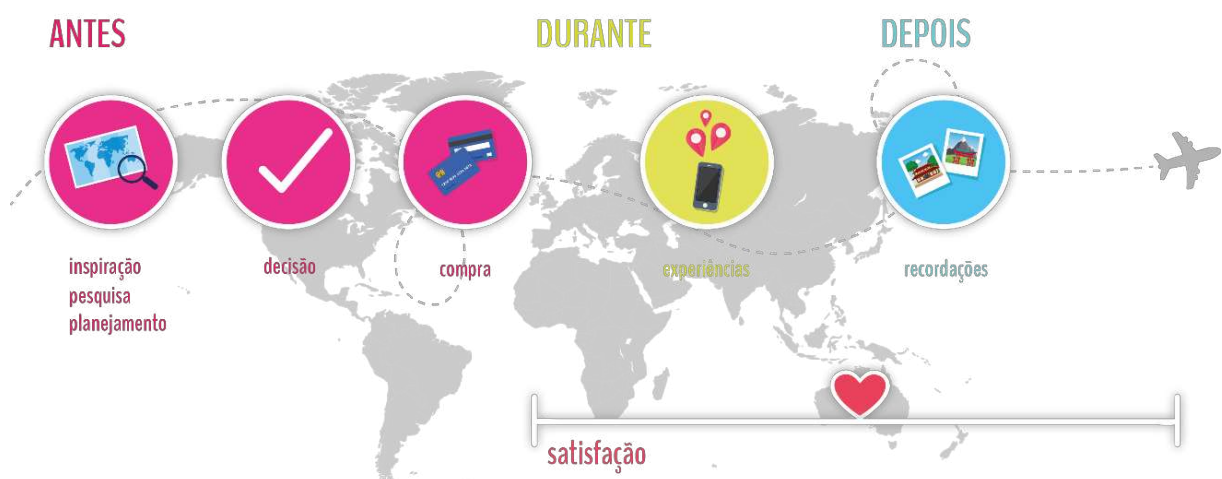 ANTES
DURANTE
DEPOIS
inspiração
pesquisa
planejamento
decisão
compra
experiências
recordações
satisfação